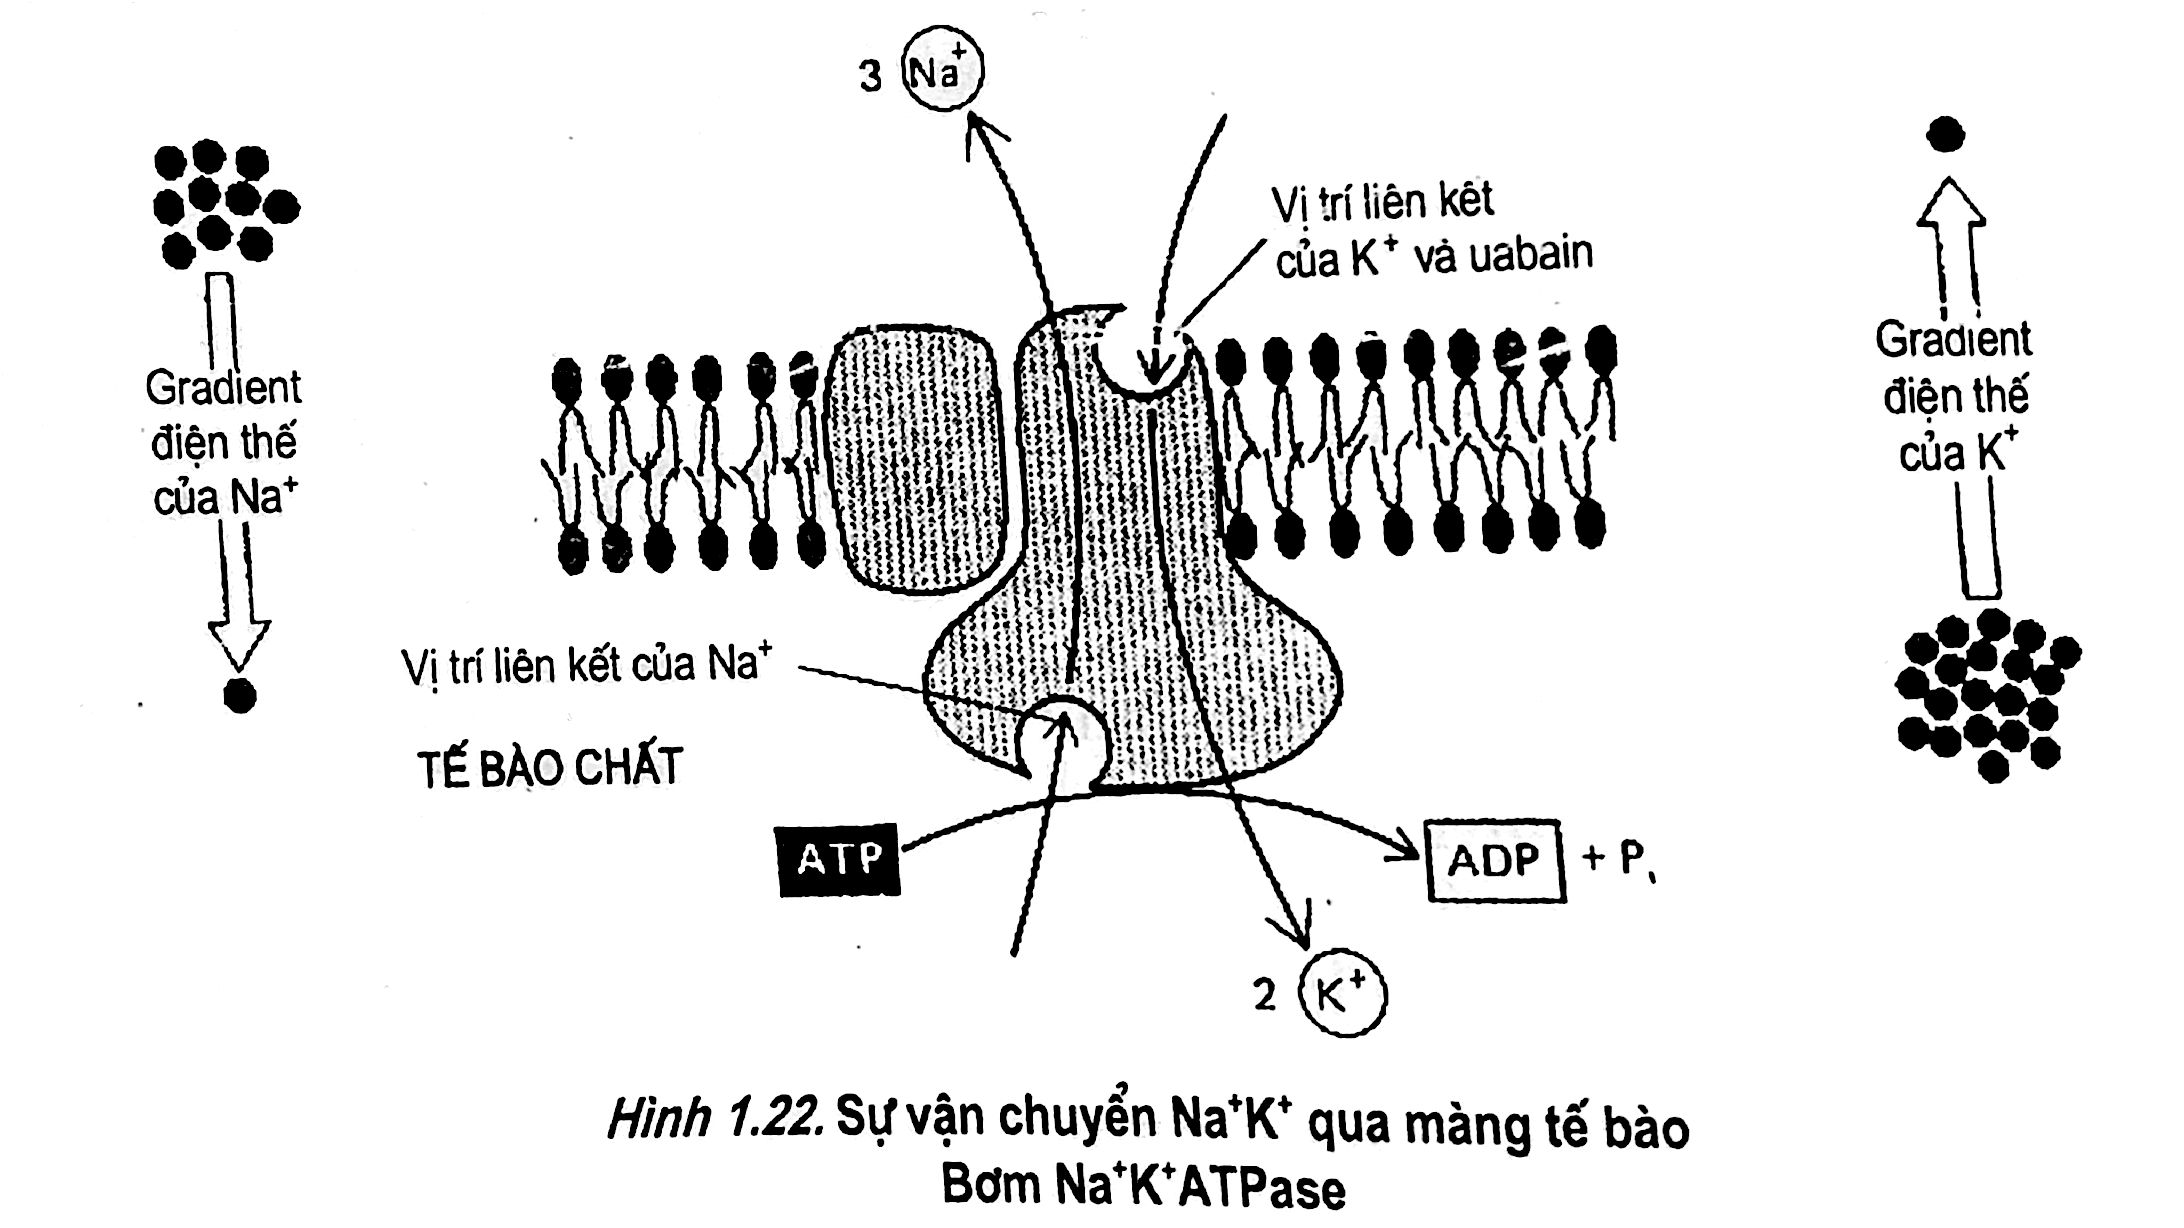 3 Na⁺
Vị trí liên kêt
của K⁺ và uabain
Gradient
điện thế
của Na⁺
Gradient
điện thế
của K⁺
Vị trí liên kết của Na⁺
TẾ BÀO CHẤT
ATP
ADP + P
2 K⁺
Hình 1.22. Sự vận chuyển Na⁺K⁺ qua màng tế bào
Bơm Na⁺K⁺ATPase